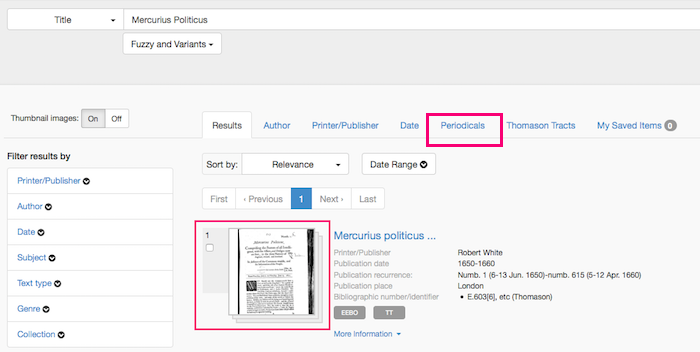 Title
Mercurius Politicus
Fuzzy and Variants
Thumbnail images: On Off
Results Author Printer/Publisher Date Periodicals Thomason Tracts My Saved Items 0
Filter results by
Printer/Publisher
Author
Date
Subject
Text type
Genre
Collection
Sort by: Relevance Date Range
First ‹ Previous 1 Next › Last
1
Mercurius Politicus,
Mercurius politicus ...
Printer/Publisher Robert White
Publication date 1650-1660
Publication recurrence: Numb. 1 (6-13 Jun. 1650)-numb. 615 (5-12 Apr. 1660)
Publication place London
Bibliographic number/identifier • E.603[6], etc (Thomason)
EEBO TT
More Information